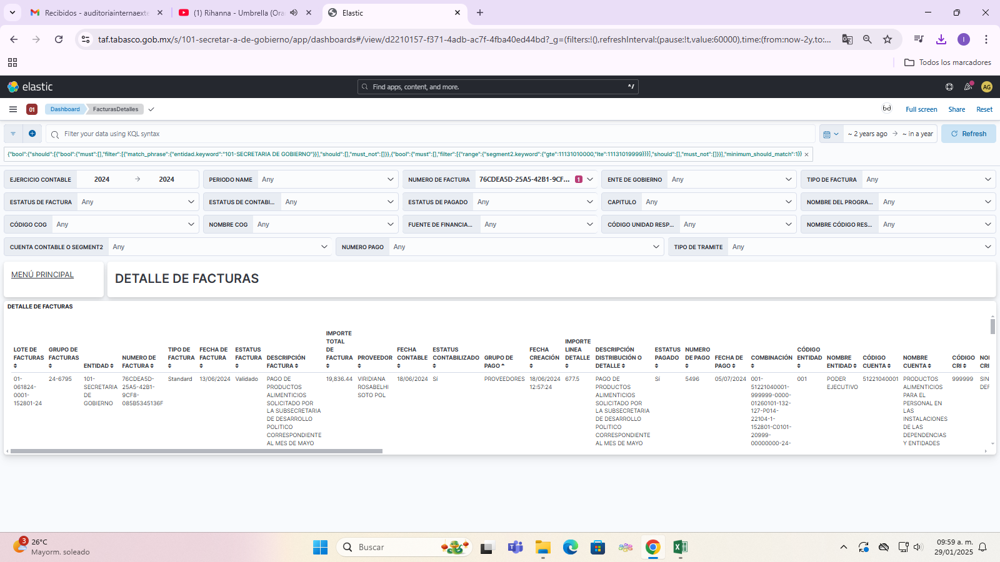 Recibidos - auditoriainternaexte
(1) Rihanna - Umbrella (Ora
Elastic
taf.tabasco.gob.mx/s/101-secretar-a-de-gobierno/app/dashboards#/view/d2210157-f371-4adb-ac7f-4fba40ed44bd?_g=(filters:!(),refreshInterval:(pause:!t,value:60000),time:(from:now-2y,to:...
I
Todos los marcadores
elastic
Find apps, content, and more.
^/
AG
01
Dashboard
FacturasDetalles
Full screen
Share
Reset
Filter your data using KQL syntax
~ 2 years ago → ~ in a year
Refresh
{"bool":{"should":[{"bool":{"must":[],"filter":[{"match_phrase":{"entidad.keyword":"101-SECRETARIA DE GOBIERNO"}}],"should":[],"must_not":[]}},{"bool":{"must":[],"filter":[{"range":{"segment2.keyword":{"gte":11131010000,"lte":11131019999}}}],"should":[],"must_not":[]}}],"minimum_should_match":1}} ×
EJERCICIO CONTABLE 2024 → 2024
PERIODO NAME Any
NUMERO DE FACTURA 76CDEA5D-25A5-42B1-9CF... 1
ENTE DE GOBIERNO Any
TIPO DE FACTURA Any
ESTATUS DE FACTURA Any
ESTATUS DE CONTABI... Any
ESTATUS DE PAGADO Any
CAPITULO Any
NOMBRE DEL PROGRA... Any
CÓDIGO COG Any
NOMBRE COG Any
FUENTE DE FINANCIA... Any
CÓDIGO UNIDAD RESP... Any
NOMBRE CÓDIGO RES... Any
CUENTA CONTABLE O SEGMENT2 Any
NUMERO PAGO Any
TIPO DE TRAMITE Any
MENÚ PRINCIPAL
DETALLE DE FACTURAS
DETALLE DE FACTURAS
LOTE DE
FACTURAS
GRUPO DE
FACTURAS
ENTIDAD
NUMERO DE
FACTURA
TIPO DE
FACTURA
FECHA DE
FACTURA
ESTATUS
FACTURA
DESCRIPCIÓN
FACTURA
IMPORTE
TOTAL
DE
FACTURA
PROVEEDOR
FECHA
CONTABLE
ESTATUS
CONTABILIZADO
GRUPO DE
PAGO
FECHA
CREACIÓN
IMPORTE
LINEA
DETALLE
DESCRIPCIÓN
DISTRIBUCIÓN O
DETALLE
ESTATUS
PAGADO
NUMERO
DE PAGO
FECHA DE
PAGO
COMBINACIÓN
CÓDIGO
ENTIDAD
NOMBRE
ENTIDAD
CÓDIGO
CUENTA
NOMBRE
CUENTA
CÓDIGO
CRI
NOI
CRI
01-
061824-
0001-
152801-24
24-6795
101-
SECRETARIA
DE
GOBIERNO
76CDEA5D-
25A5-42B1-
9CF8-
085B5345136F
Standard
13/06/2024
Validado
PAGO DE
PRODUCTOS
ALIMENTICIOS
SOLICITADO POR
LA SUBSECRETARIA
DE DESARROLLO
POLITICO
CORRESPONDIENTE
AL MES DE MAYO
19,836.44
VIRIDIANA
ROSABELHI
SOTO POL
18/06/2024
Sí
PROVEEDORES
18/06/2024
12:57:24
677.5
PAGO DE
PRODUCTOS
ALIMENTICIOS
SOLICITADO POR
LA SUBSECRETARIA
DE DESARROLLO
POLITICO
CORRESPONDIENTE
AL MES DE MAYO
Sí
5496
05/07/2024
001-
51221040001-
999999-0000-
01260101-132-
127-P014-
22104-1-
152801-C0101-
20999-
00000000-24-
001
PODER
EJECUTIVO
51221040001
PRODUCTOS
ALIMENTICIOS
PARA EL
PERSONAL EN
LAS
INSTALACIONES
DE LAS
DEPENDENCIAS
Y ENTIDADES
999999
SIN
DEF
3
26°C
Mayorm. soleado
Buscar
09:59 a. m.
29/01/2025